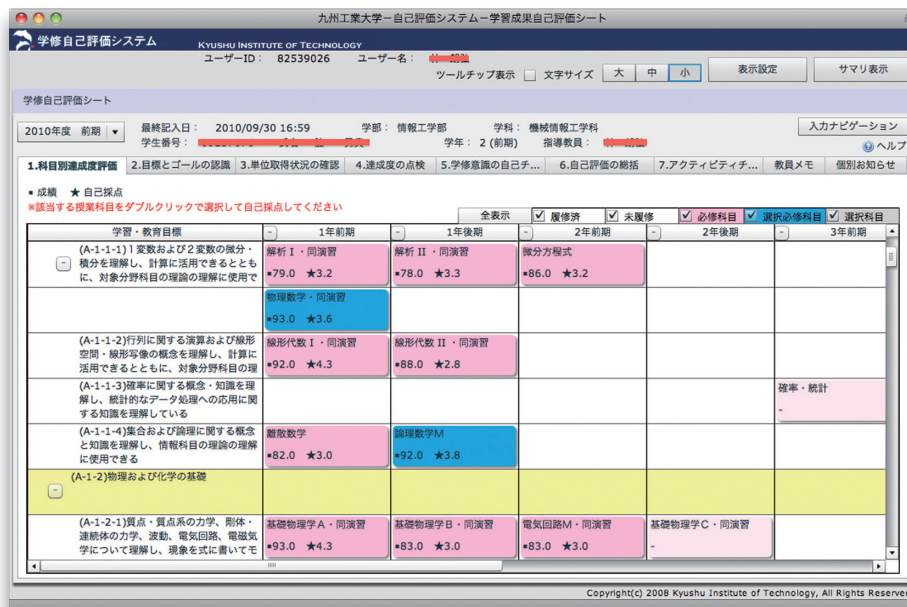 九州工業大学−自己評価システム−学習成果自己評価シート
学修自己評価システム KYUSHU INSTITUTE OF TECHNOLOGY
ユーザーID： 82539026 ユーザー名：
ツールチップ表示 文字サイズ 大 中 小 表示設定 サマリ表示
学修自己評価シート
2010年度 前期 最終記入日： 2010/09/30 16:59 学部： 情報工学部 学科： 機械情報工学科 入力ナビゲーション
学生番号： 学年： 2 (前期) 指導教員：
ヘルプ
1.科目別達成度評価 2.目標とゴールの認識 3.単位取得状況の確認 4.達成度の点検 5.学修意識の自己チ... 6.自己評価の総括 7.アクティビティチ... 教員メモ 個別お知らせ
▪ 成績 ★ 自己採点
※該当する授業科目をダブルクリックで選択して自己採点してください
全表示 履修済 未履修 必修科目 選択必修科目 選択科目
学習・教育目標 1年前期 1年後期 2年前期 2年後期 3年前期
(A-1-1-1)１変数および２変数の微分・
積分を理解し、計算に活用できるととも
に、対象分野科目の理論の理解に使用で
解析 I ・同演習
▪79.0 ★3.2
解析 II ・同演習
▪78.0 ★3.3
微分方程式
▪86.0 ★3.2
物理数学・同演習
▪93.0 ★3.6
(A-1-1-2)行列に関する演算および線形
空間・線形写像の概念を理解し、計算に
活用できるとともに、対象分野科目の理
線形代数 I ・同演習
▪92.0 ★4.3
線形代数 II ・同演習
▪88.0 ★2.8
(A-1-1-3)確率に関する概念・知識を理
解し、統計的なデータ処理への応用に関
する知識を理解している
確率・統計
-
(A-1-1-4)集合および論理に関する概念
と知識を理解し、情報科目の理論の理解
に使用できる
離散数学
▪82.0 ★3.0
論理数学M
▪92.0 ★3.8
(A-1-2)物理および化学の基礎
(A-1-2-1)質点・質点系の力学、剛体・
連続体の力学、波動、電気回路、電磁気
学について理解し、現象を式に書いてモ
基礎物理学Ａ・同演習
▪93.0 ★4.3
基礎物理学Ｂ・同演習
▪83.0 ★3.0
電気回路M・同演習
▪83.0 ★3.0
基礎物理学Ｃ・同演習
-
Copyright(c) 2008 Kyushu Institute of Technology, All Rights Reserved